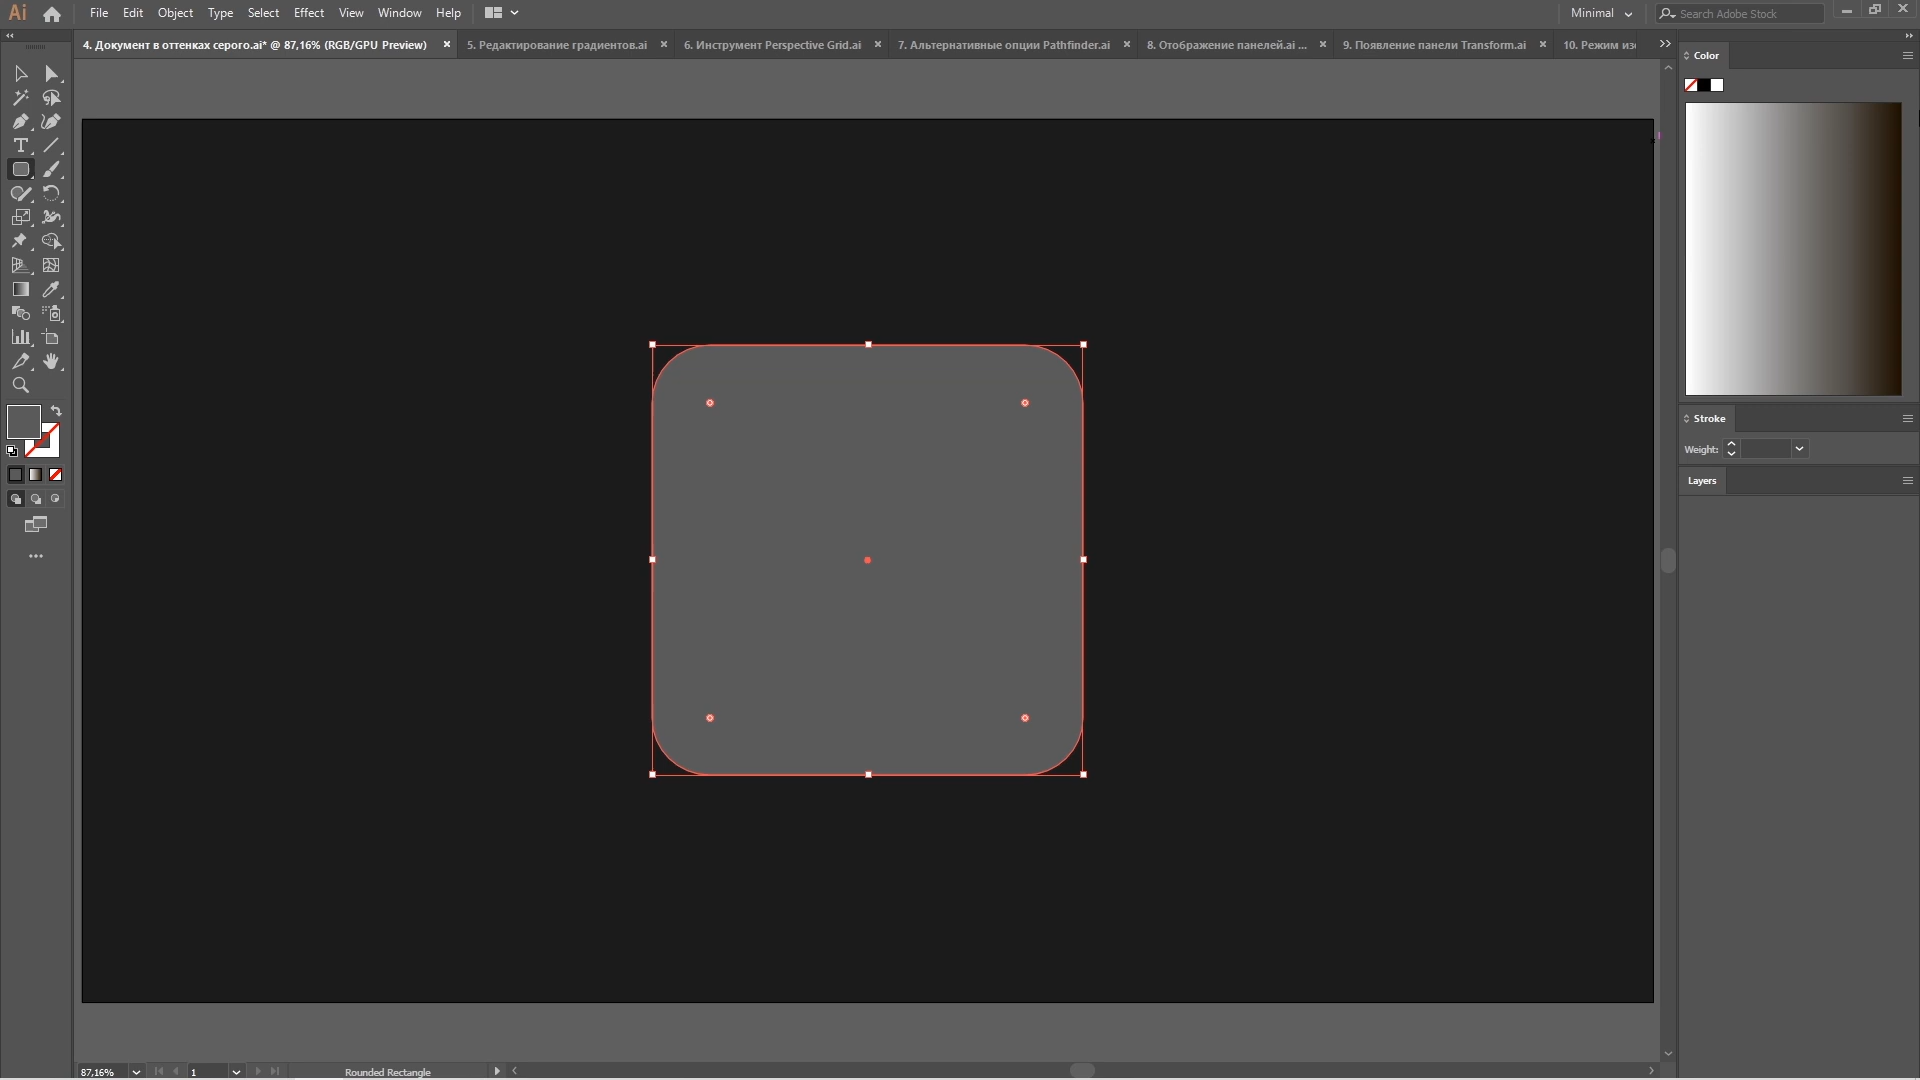 Ai File Edit Object Type Select Effect View Window Help Minimal Search Adobe Stock
4. Документ в оттенках серого.ai* @ 87,16% (RGB/GPU Preview) 5. Редактирование градиентов.ai 6. Инструмент Perspective Grid.ai 7. Альтернативные опции Pathfinder.ai 8. Отображение панелей.ai ... 9. Появление панели Transform.ai 10. Режим
Color
Stroke
Weight:
Layers
87,16% 1 Rounded Rectangle